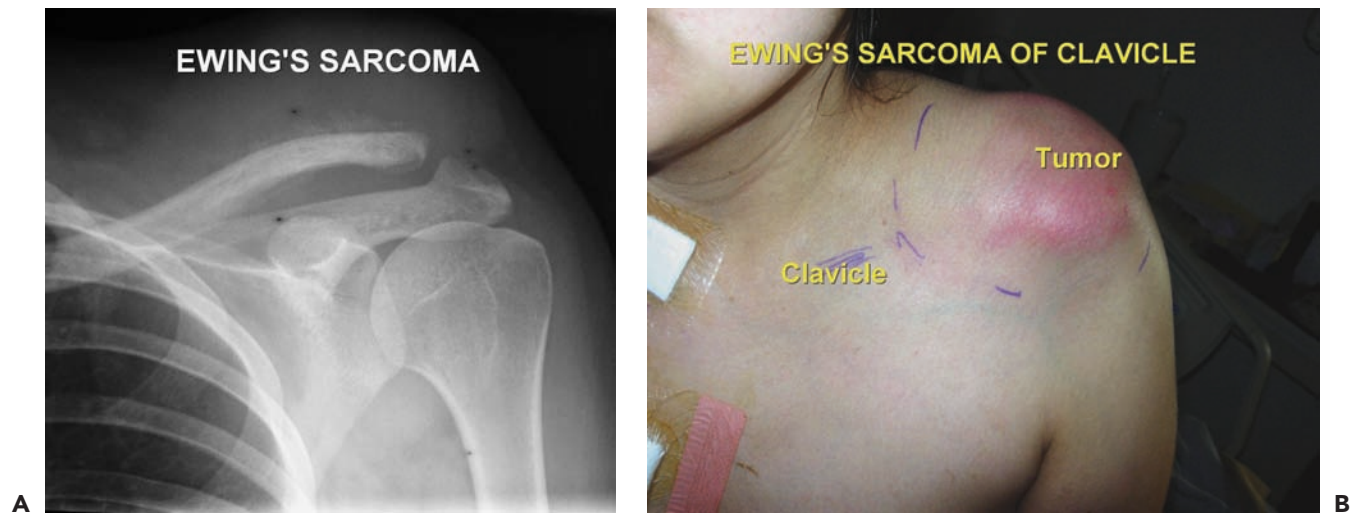 EWING'S SARCOMA
EWING'S SARCOMA OF CLAVICLE
Tumor
Clavicle
A
B